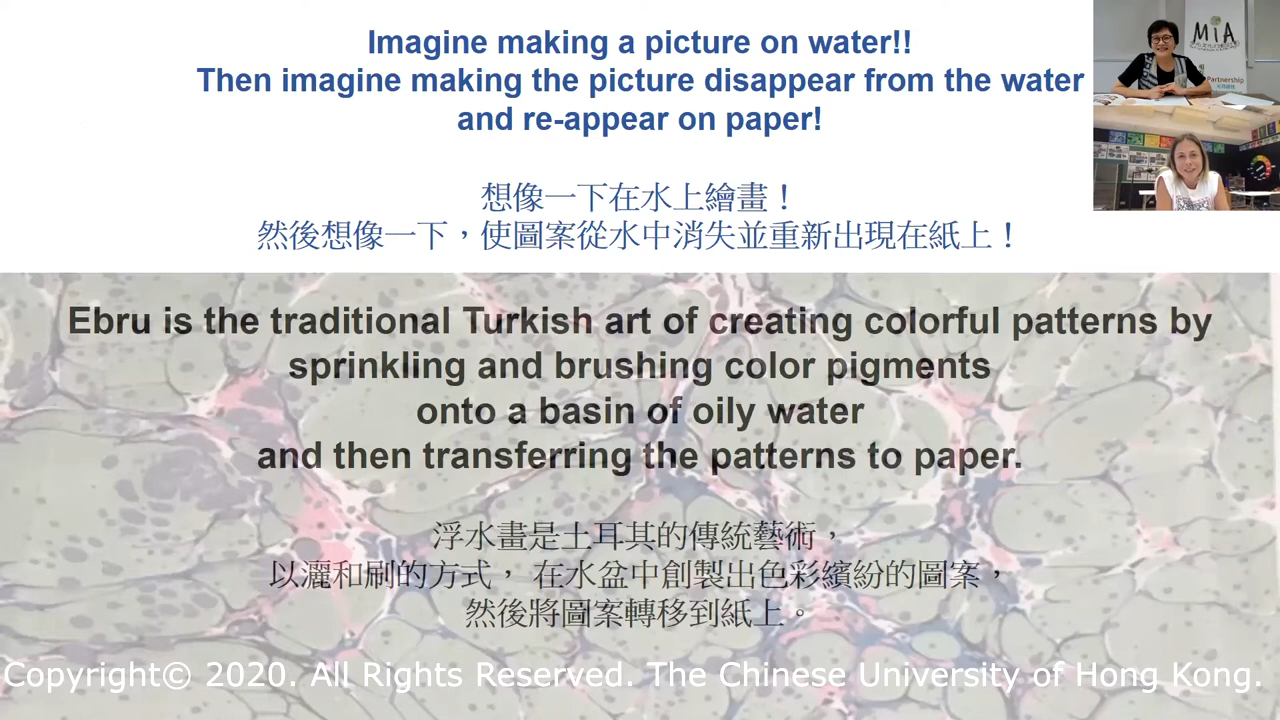 Imagine making a picture on water!!
Then imagine making the picture disappear from the water
and re-appear on paper!
想像一下在水上繪畫！
然後想像一下，使圖案從水中消失並重新出現在紙上！
MiA
Partnership
Ebru is the traditional Turkish art of creating colorful patterns by
sprinkling and brushing color pigments
onto a basin of oily water
and then transferring the patterns to paper.
浮水畫是土耳其的傳統藝術，
以灑和刷的方式， 在水盆中創製出色彩繽紛的圖案，
然後將圖案轉移到紙上。
Copyright© 2020. All Rights Reserved. The Chinese University of Hong Kong.